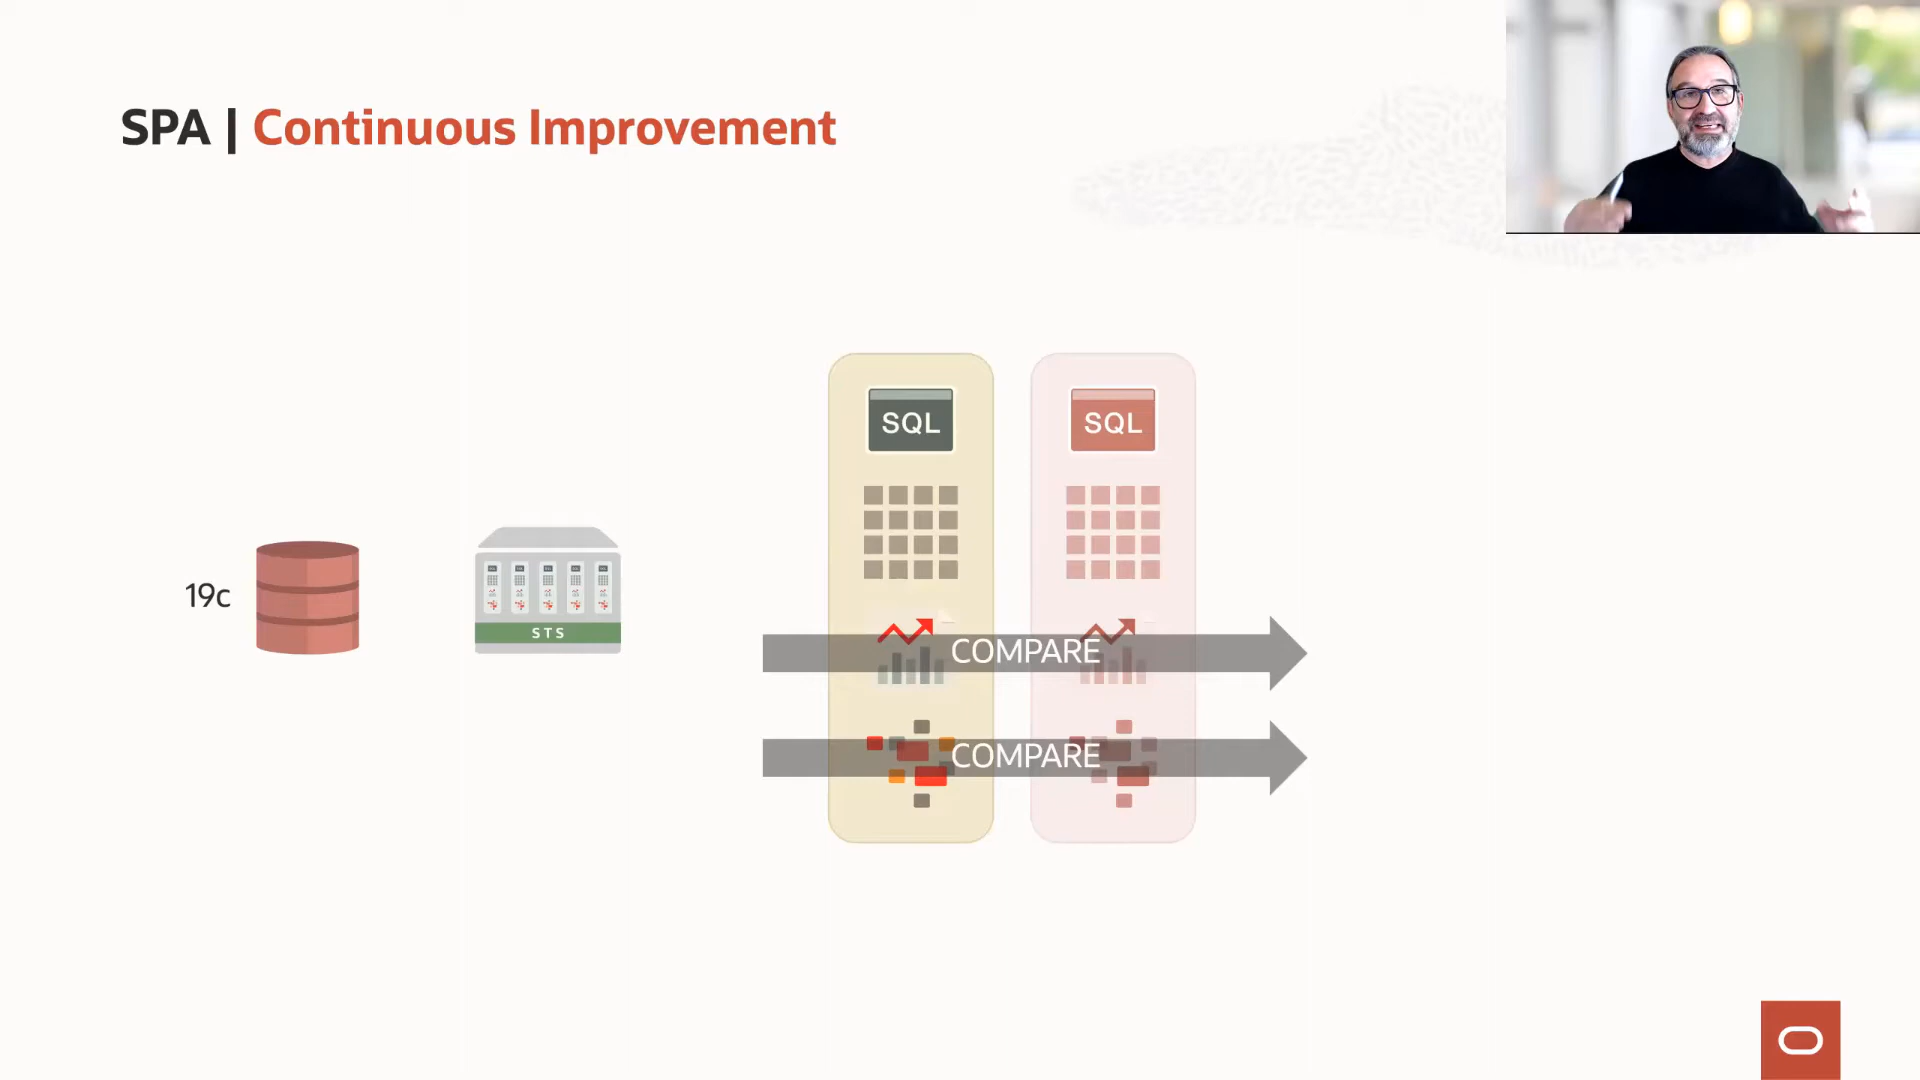 SPA | Continuous Improvement
SQL
SQL
19c
STS
COMPARE
COMPARE